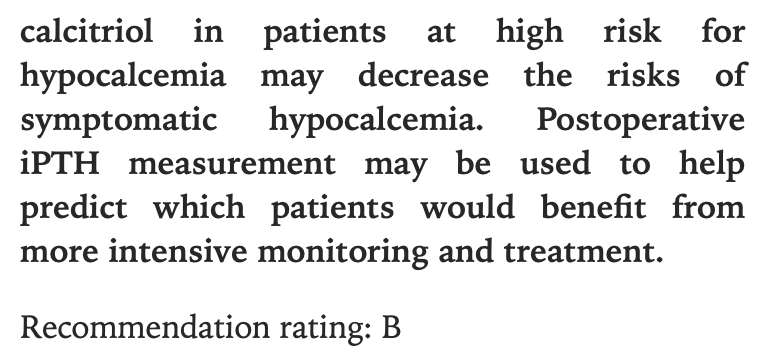 calcitriol in patients at high risk for
hypocalcemia may decrease the risks of
symptomatic hypocalcemia. Postoperative
iPTH measurement may be used to help
predict which patients would benefit from
more intensive monitoring and treatment.
Recommendation rating: B